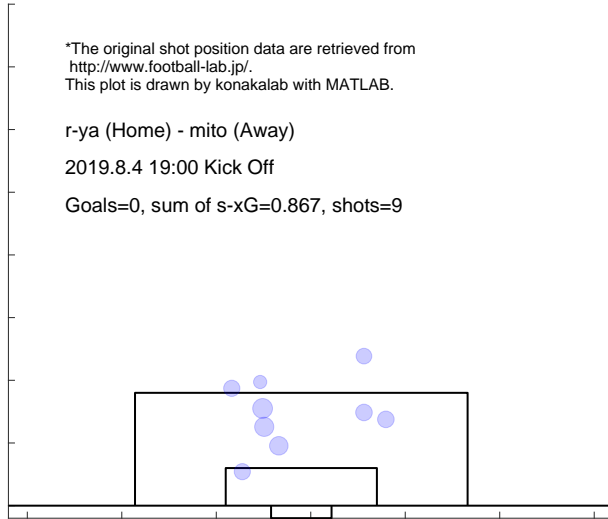 *The original shot position data are retrieved from
http://www.football-lab.jp/.
This plot is drawn by konakalab with MATLAB.
r-ya (Home) - mito (Away)
2019.8.4 19:00 Kick Off
Goals=0, sum of s-xG=0.867, shots=9